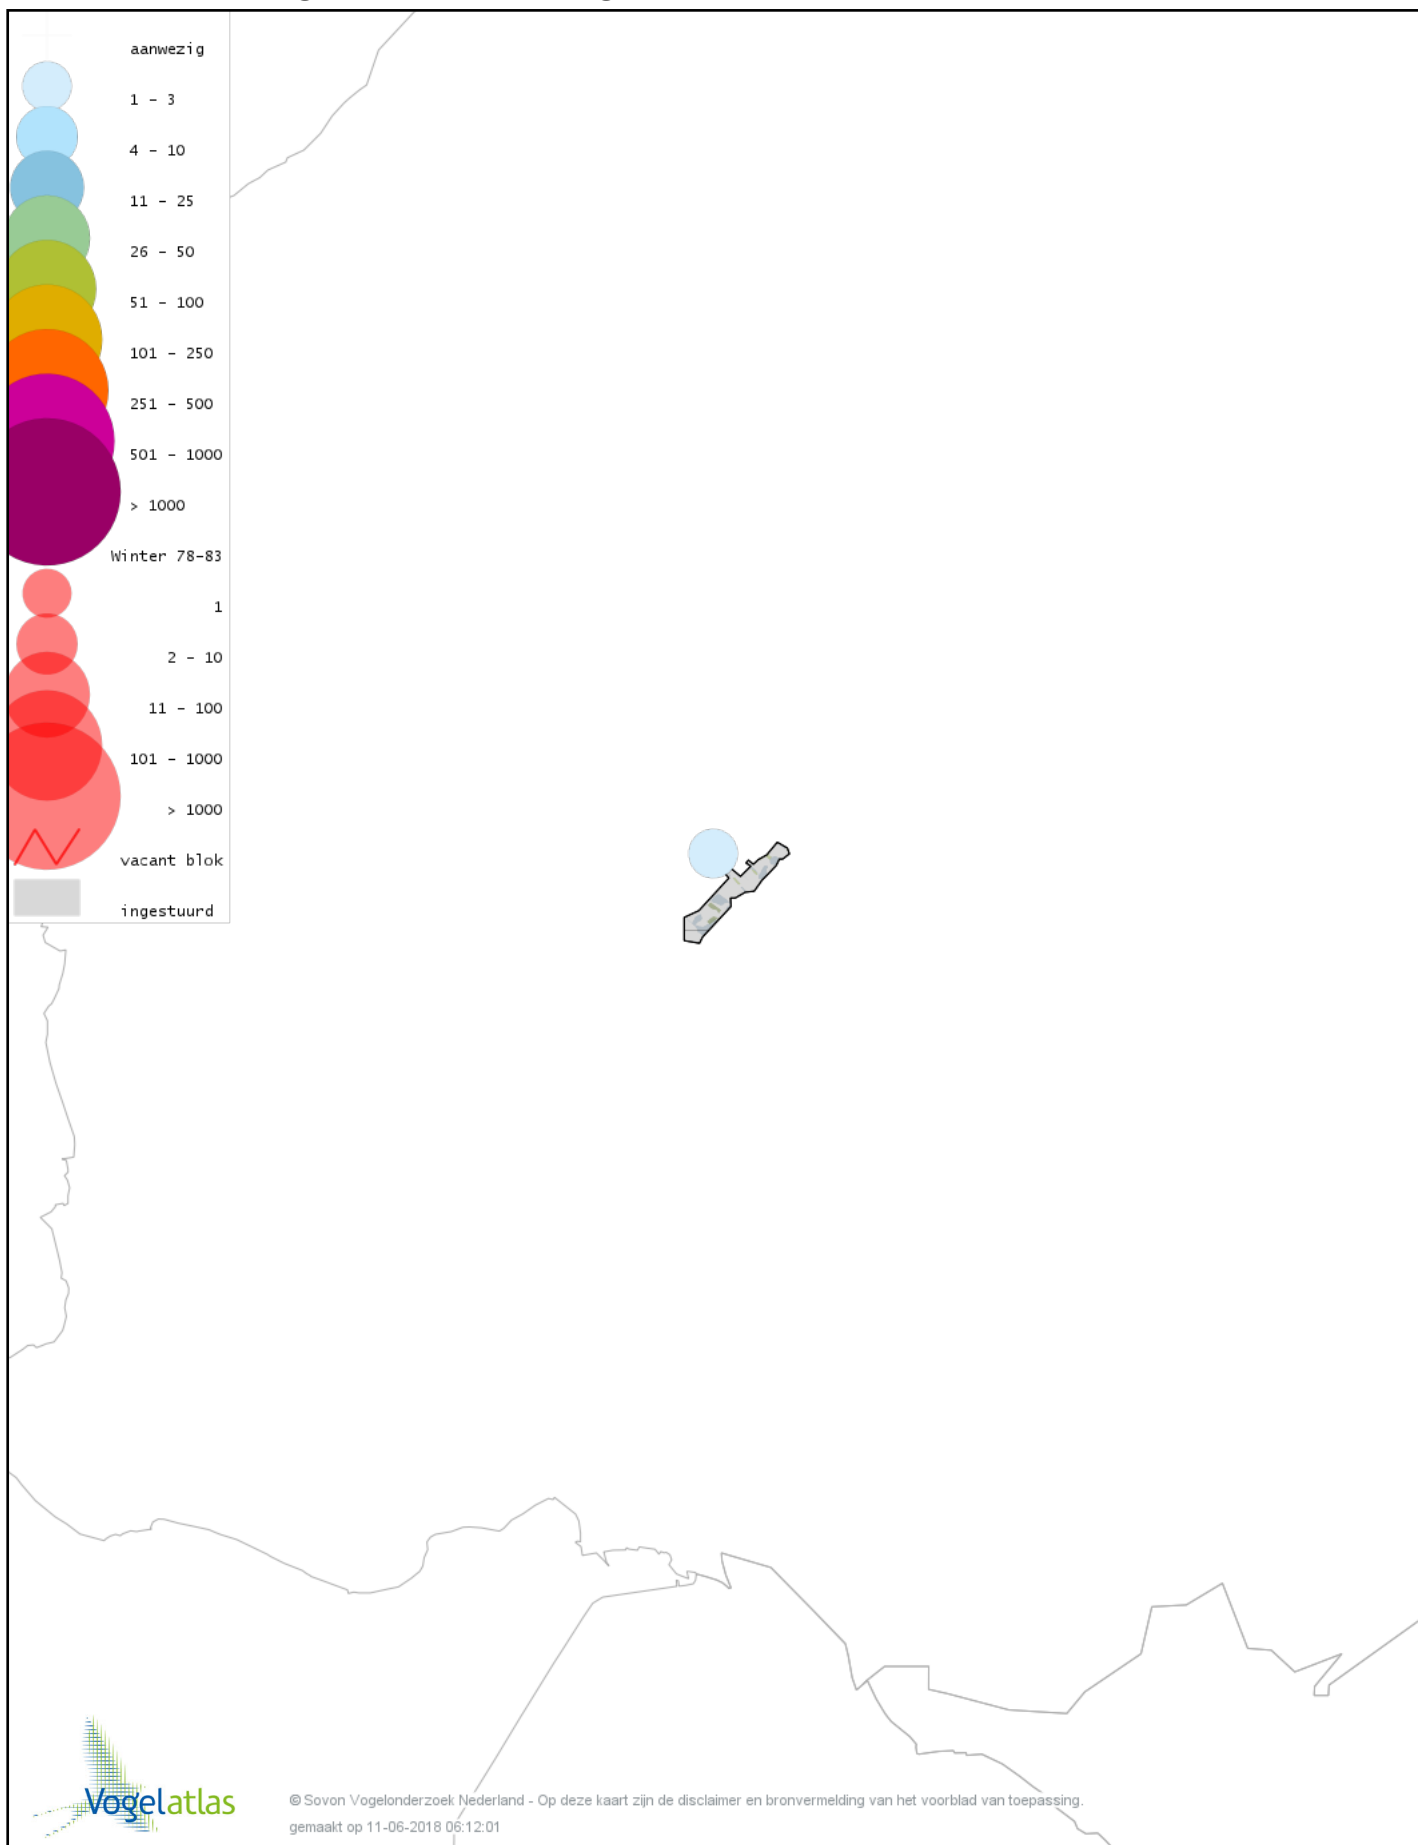 aanwezig
1 - 3
4 - 10
11 - 25
26 - 50
51 - 100
101 - 250
251 - 500
501 - 1000
> 1000
Winter 78-83
1
2 - 10
11 - 100
101 - 1000
> 1000
vacant blok
ingestuurd
Vogelatlas
© Sovon Vogelonderzoek Nederland - Op deze kaart zijn de disclaimer en bronvermelding van het voorblad van toepassing.
gemaakt op 11-06-2018 06:12:01